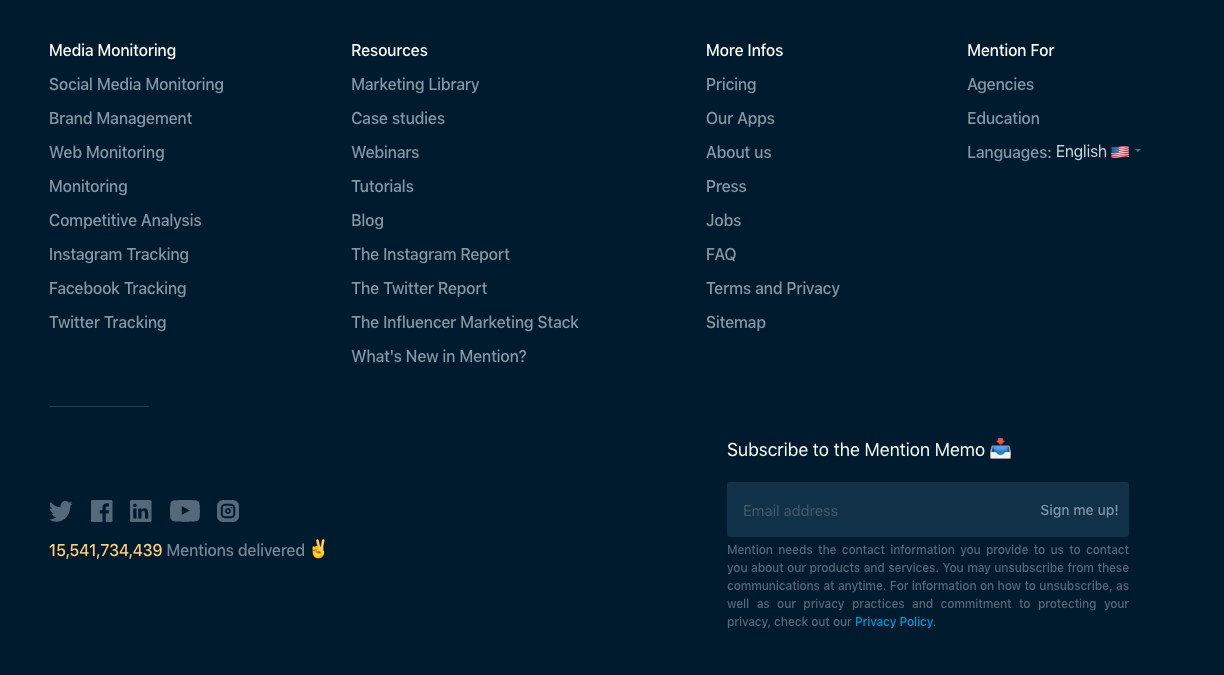 Media Monitoring
Social Media Monitoring
Brand Management
Web Monitoring
Monitoring
Competitive Analysis
Instagram Tracking
Facebook Tracking
Twitter Tracking
Resources
Marketing Library
Case studies
Webinars
Tutorials
Blog
The Instagram Report
The Twitter Report
The Influencer Marketing Stack
What's New in Mention?
More Infos
Pricing
Our Apps
About us
Press
Jobs
FAQ
Terms and Privacy
Sitemap
Mention For
Agencies
Education
Languages: English 🇺🇸
15,541,734,439 Mentions delivered ✌️
Subscribe to the Mention Memo 📥
Email address
Sign me up!
Mention needs the contact information you provide to us to contact
you about our products and services. You may unsubscribe from these
communications at anytime. For information on how to unsubscribe, as
well as our privacy practices and commitment to protecting your
privacy, check out our Privacy Policy.